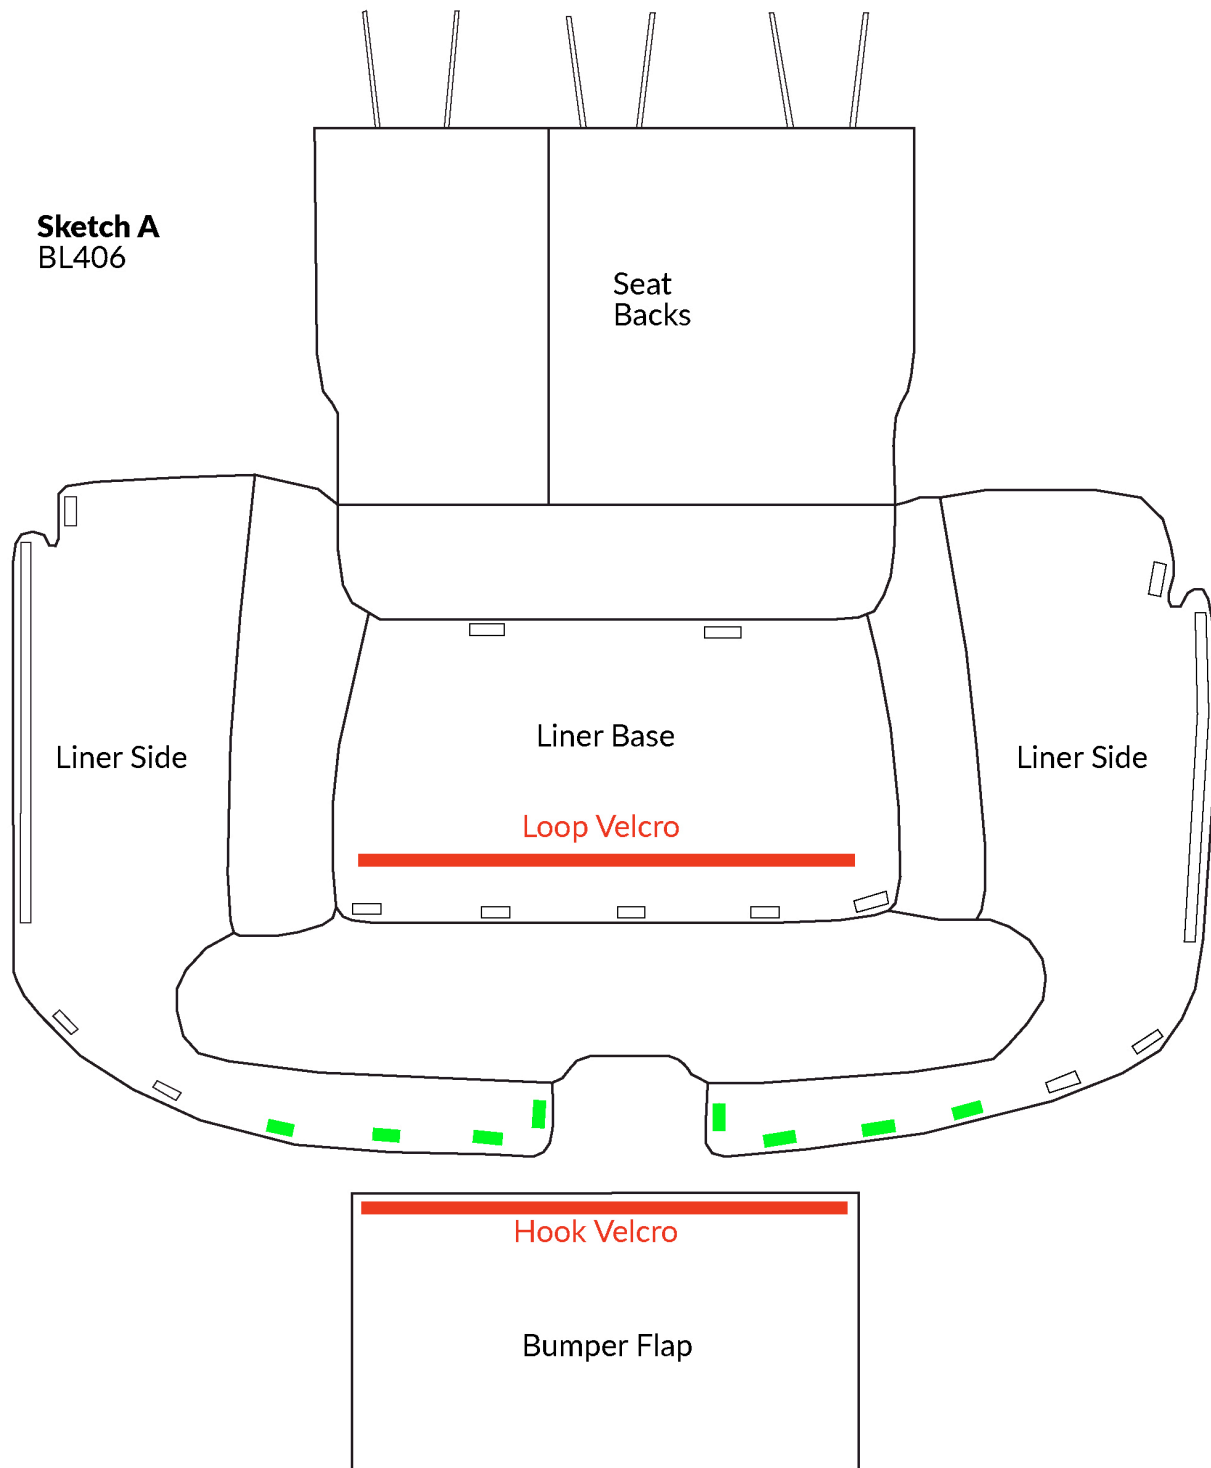 Sketch A
BL406
Seat
Backs
Liner Base
Liner Side
Liner Side
Loop Velcro
Hook Velcro
Bumper Flap